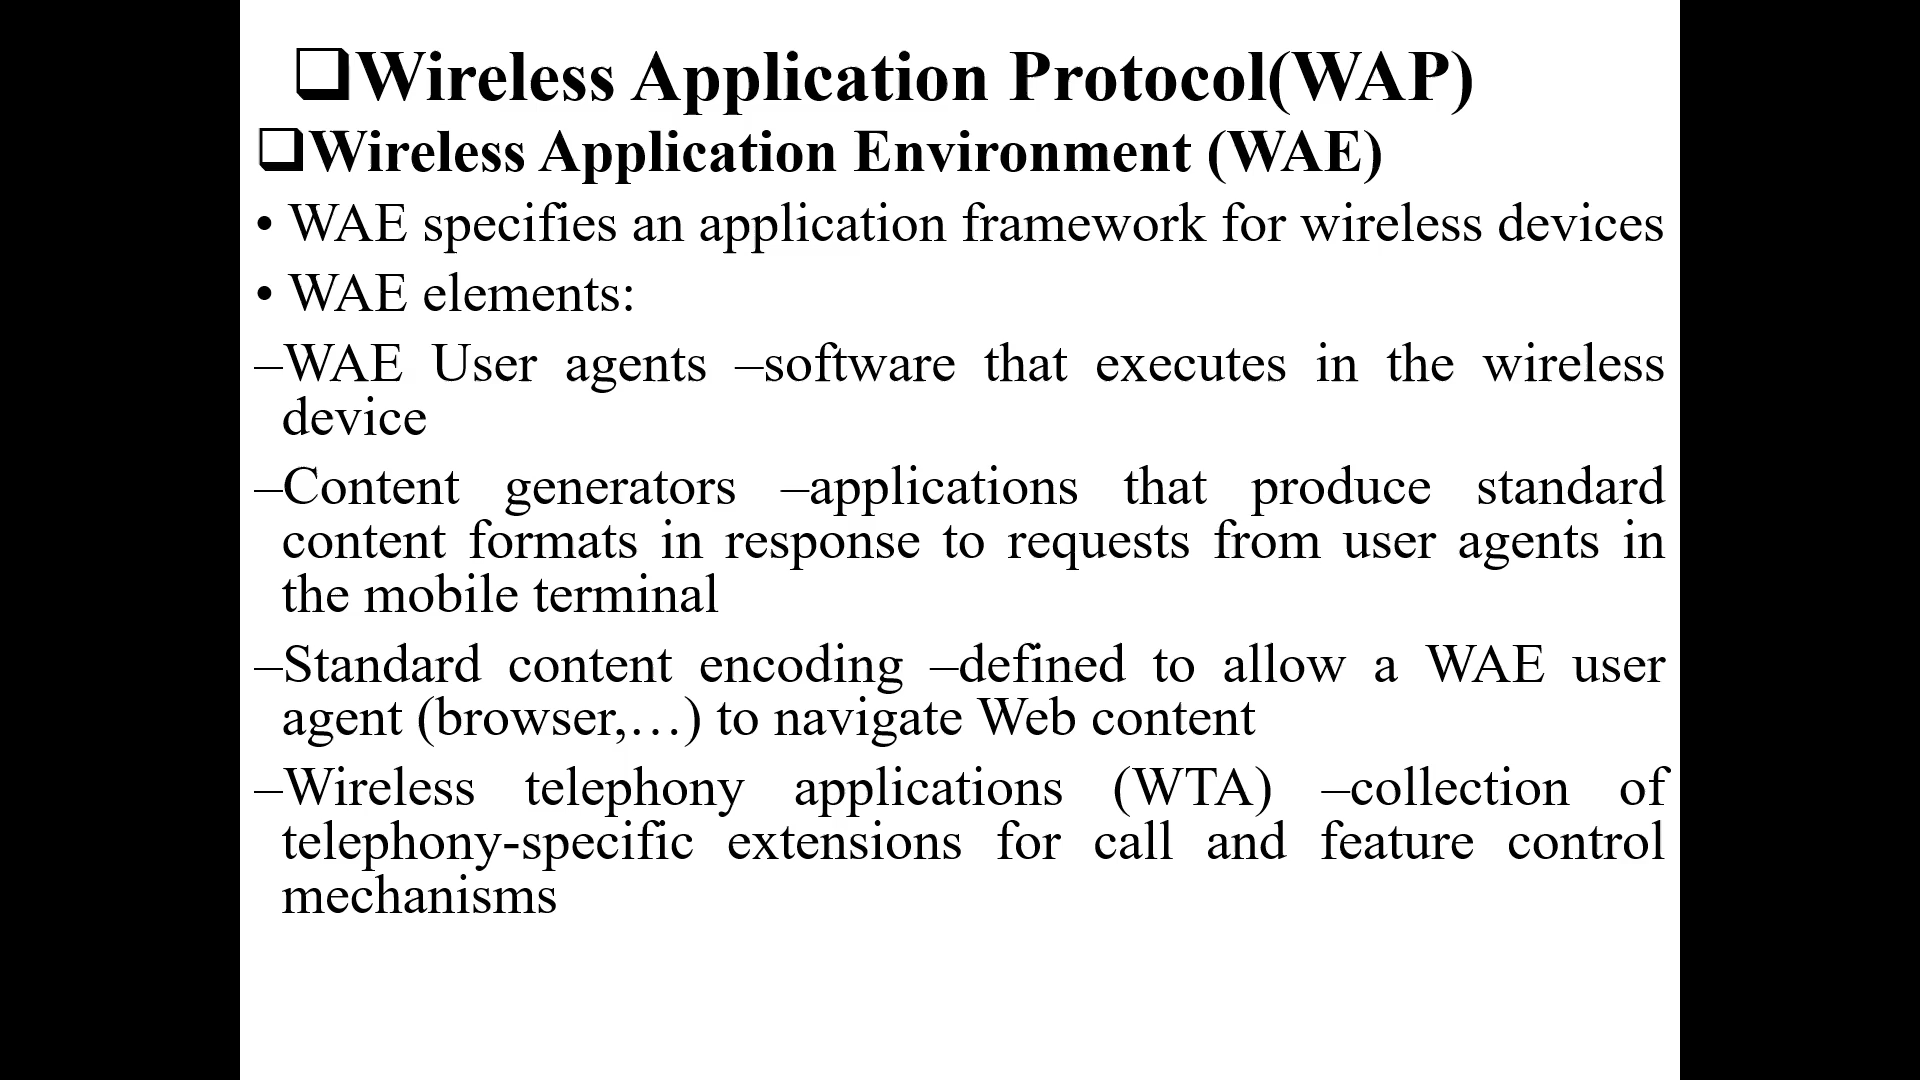 ❑Wireless Application Protocol(WAP)
❑Wireless Application Environment (WAE)
• WAE specifies an application framework for wireless devices
• WAE elements:
–WAE User agents –software that executes in the wireless
device
–Content generators –applications that produce standard
content formats in response to requests from user agents in
the mobile terminal
–Standard content encoding –defined to allow a WAE user
agent (browser,…) to navigate Web content
–Wireless telephony applications (WTA) –collection of
telephony-specific extensions for call and feature control
mechanisms